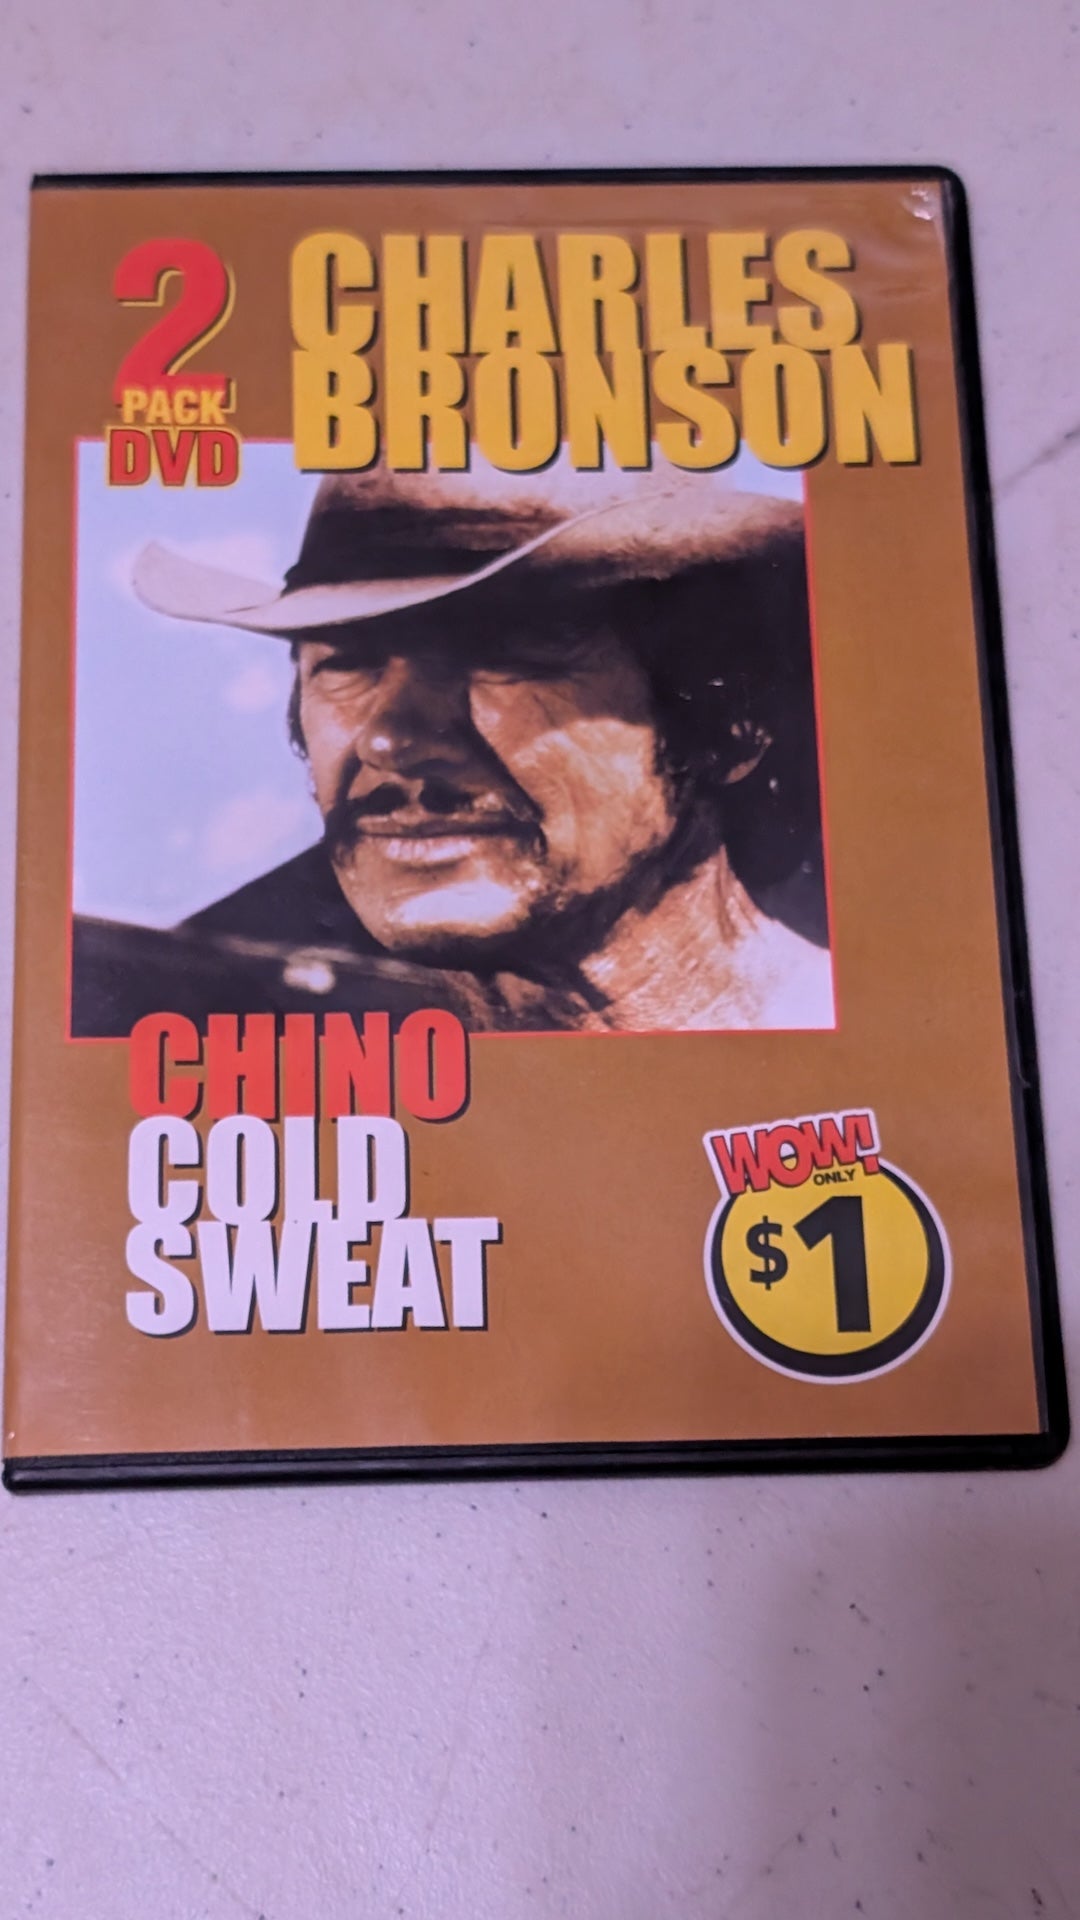 2
PACK
DVD
CHARLES
BRONSON
CHINO
COLD
SWEAT
WOW!
ONLY
$1